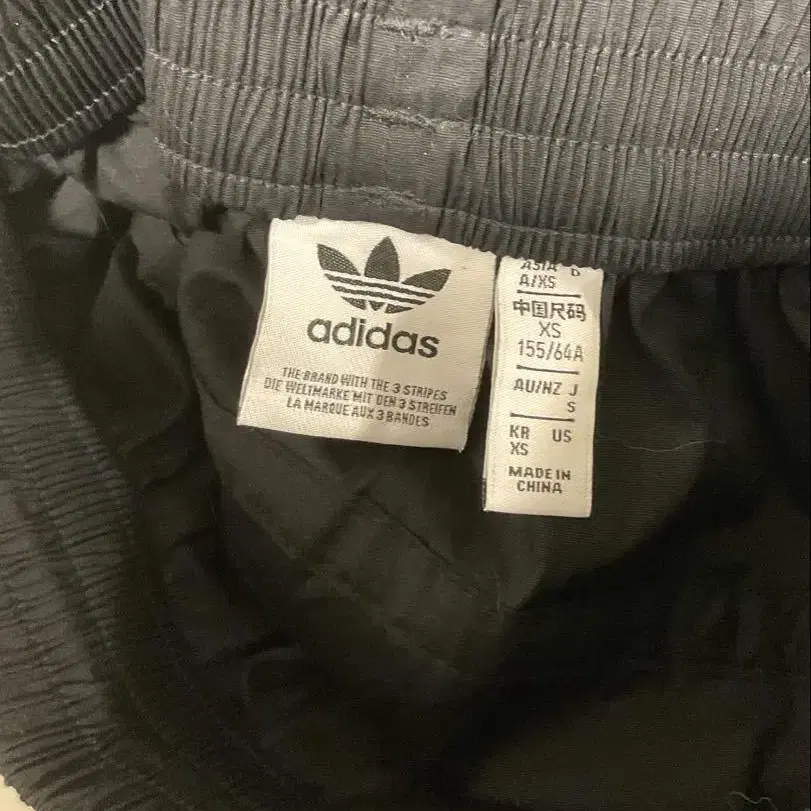 adidas
THE BRAND WITH THE 3 STRIPES
DIE WELTMARKE MIT DEN 3 STREIFEN
LA MARQUE AUX 3 BANDES
ASIA D
A/XS
中国尺码
XS
155/64A
AU/NZ J
S
KR US
XS
MADE IN
CHINA